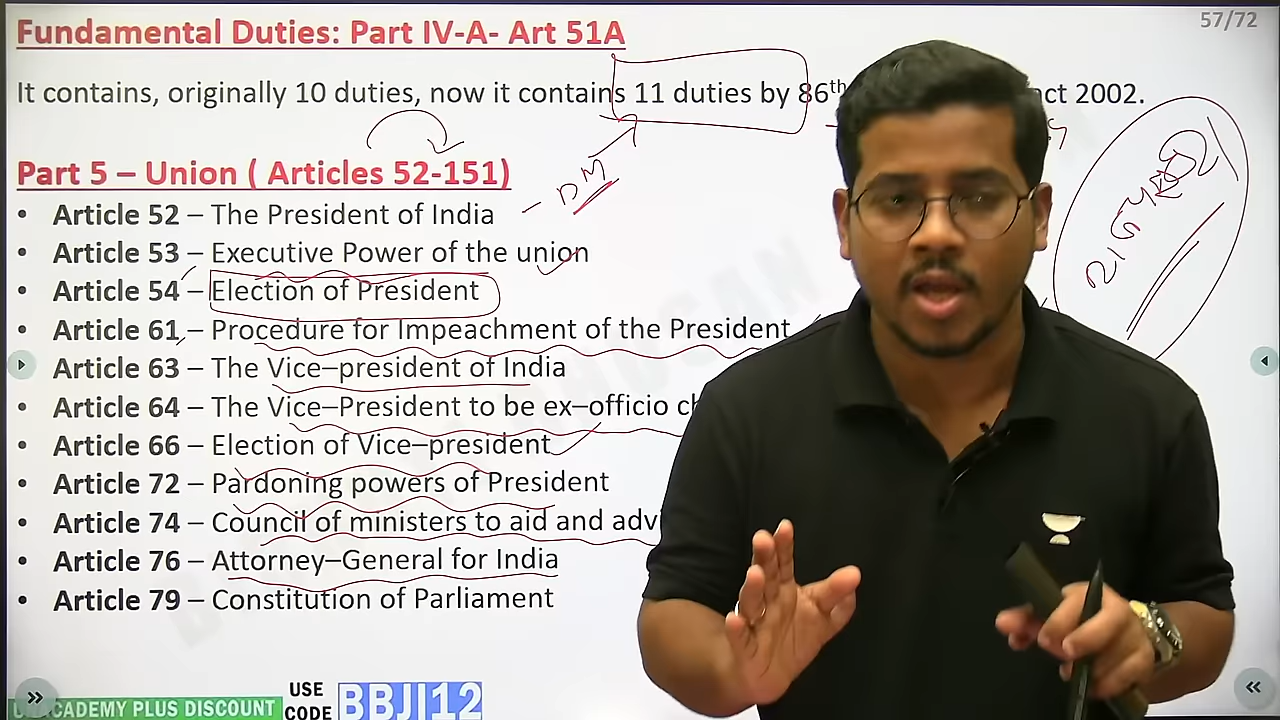 57/72
Fundamental Duties: Part IV-A- Art 51A
It contains, originally 10 duties, now it contains 11 duties by 86th ct 2002.
Part 5 – Union ( Articles 52-151)
- DM
• Article 52 – The President of India
• Article 53 – Executive Power of the union
• Article 54 – Election of President
• Article 61 – Procedure for Impeachment of the President
• Article 63 – The Vice–president of India
• Article 64 – The Vice–President to be ex–officio
• Article 66 – Election of Vice–president
• Article 72 – Pardoning powers of President
• Article 74 – Council of ministers to aid and advi
• Article 76 – Attorney–General for India
• Article 79 – Constitution of Parliament
CADEMY PLUS DISCOUNT
USE CODE
BBJI12